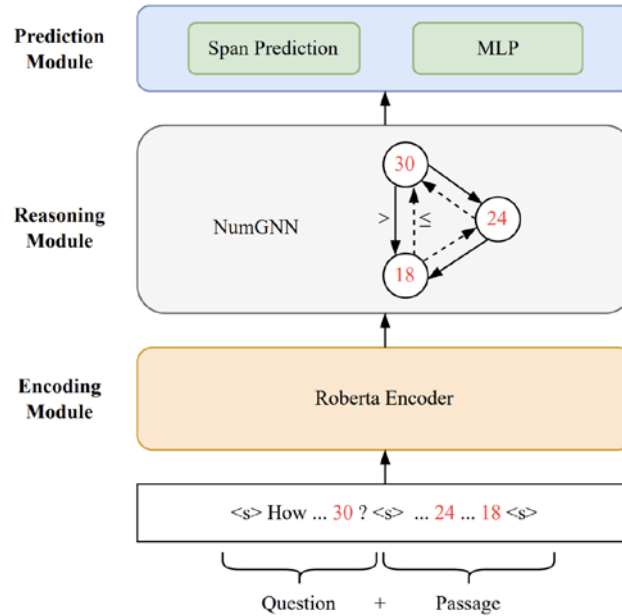 Prediction
Module
Span Prediction
MLP
Reasoning
Module
NumGNN
30
24
18
>
≤
Encoding
Module
Roberta Encoder
<s> How ... 30 ? <s> ... 24 ... 18 <s>
Question + Passage